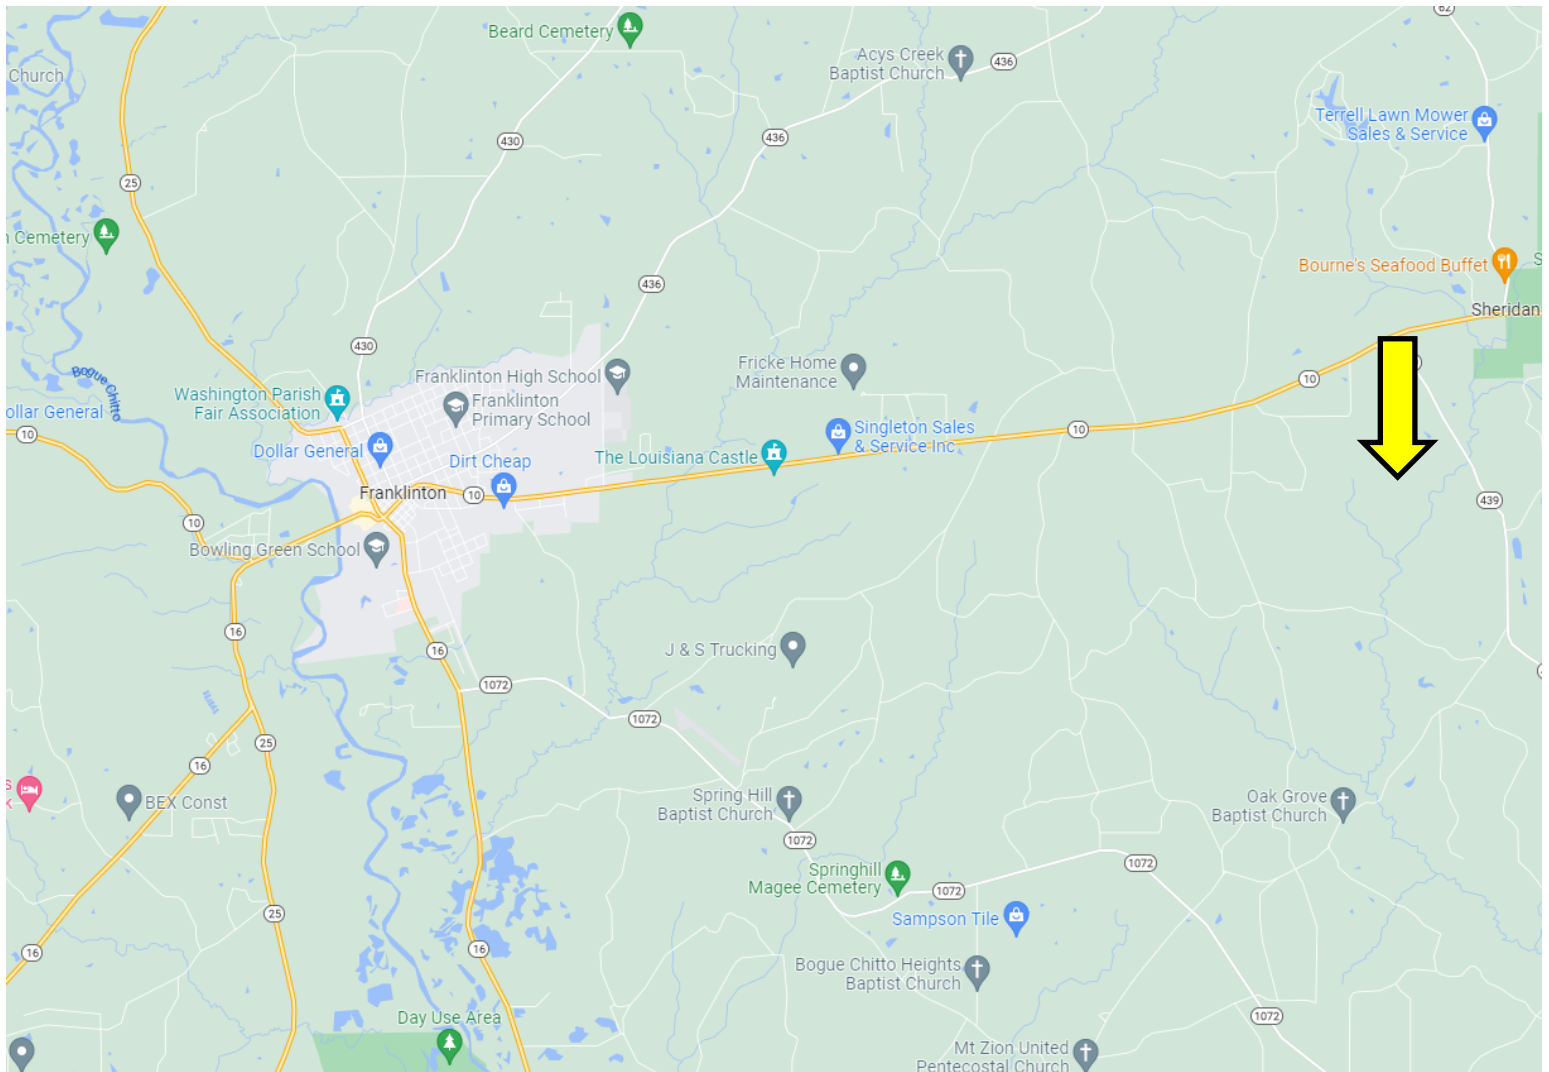 62
Beard Cemetery
Acys Creek
Baptist Church
436
Church
Terrell Lawn Mower
Sales & Service
430
436
25
Cemetery
Bourne's Seafood Buffet
S
436
Sheridan
430
Bogue Chitto
Franklinton High School
Fricke Home
Maintenance
10
Washington Parish
Fair Association
Franklinton
Primary School
ollar General
10
Singleton Sales
& Service Inc
10
Dollar General
Dirt Cheap
The Louisiana Castle
Franklinton
10
439
10
Bowling Green School
16
16
J & S Trucking
1072
1072
25
16
Spring Hill
Baptist Church
Oak Grove
Baptist Church
s
k
BEX Const
1072
1072
Springhill
Magee Cemetery
1072
25
Sampson Tile
16
16
Bogue Chitto Heights
Baptist Church
Day Use Area
1072
Mt Zion United
Pentecostal Church